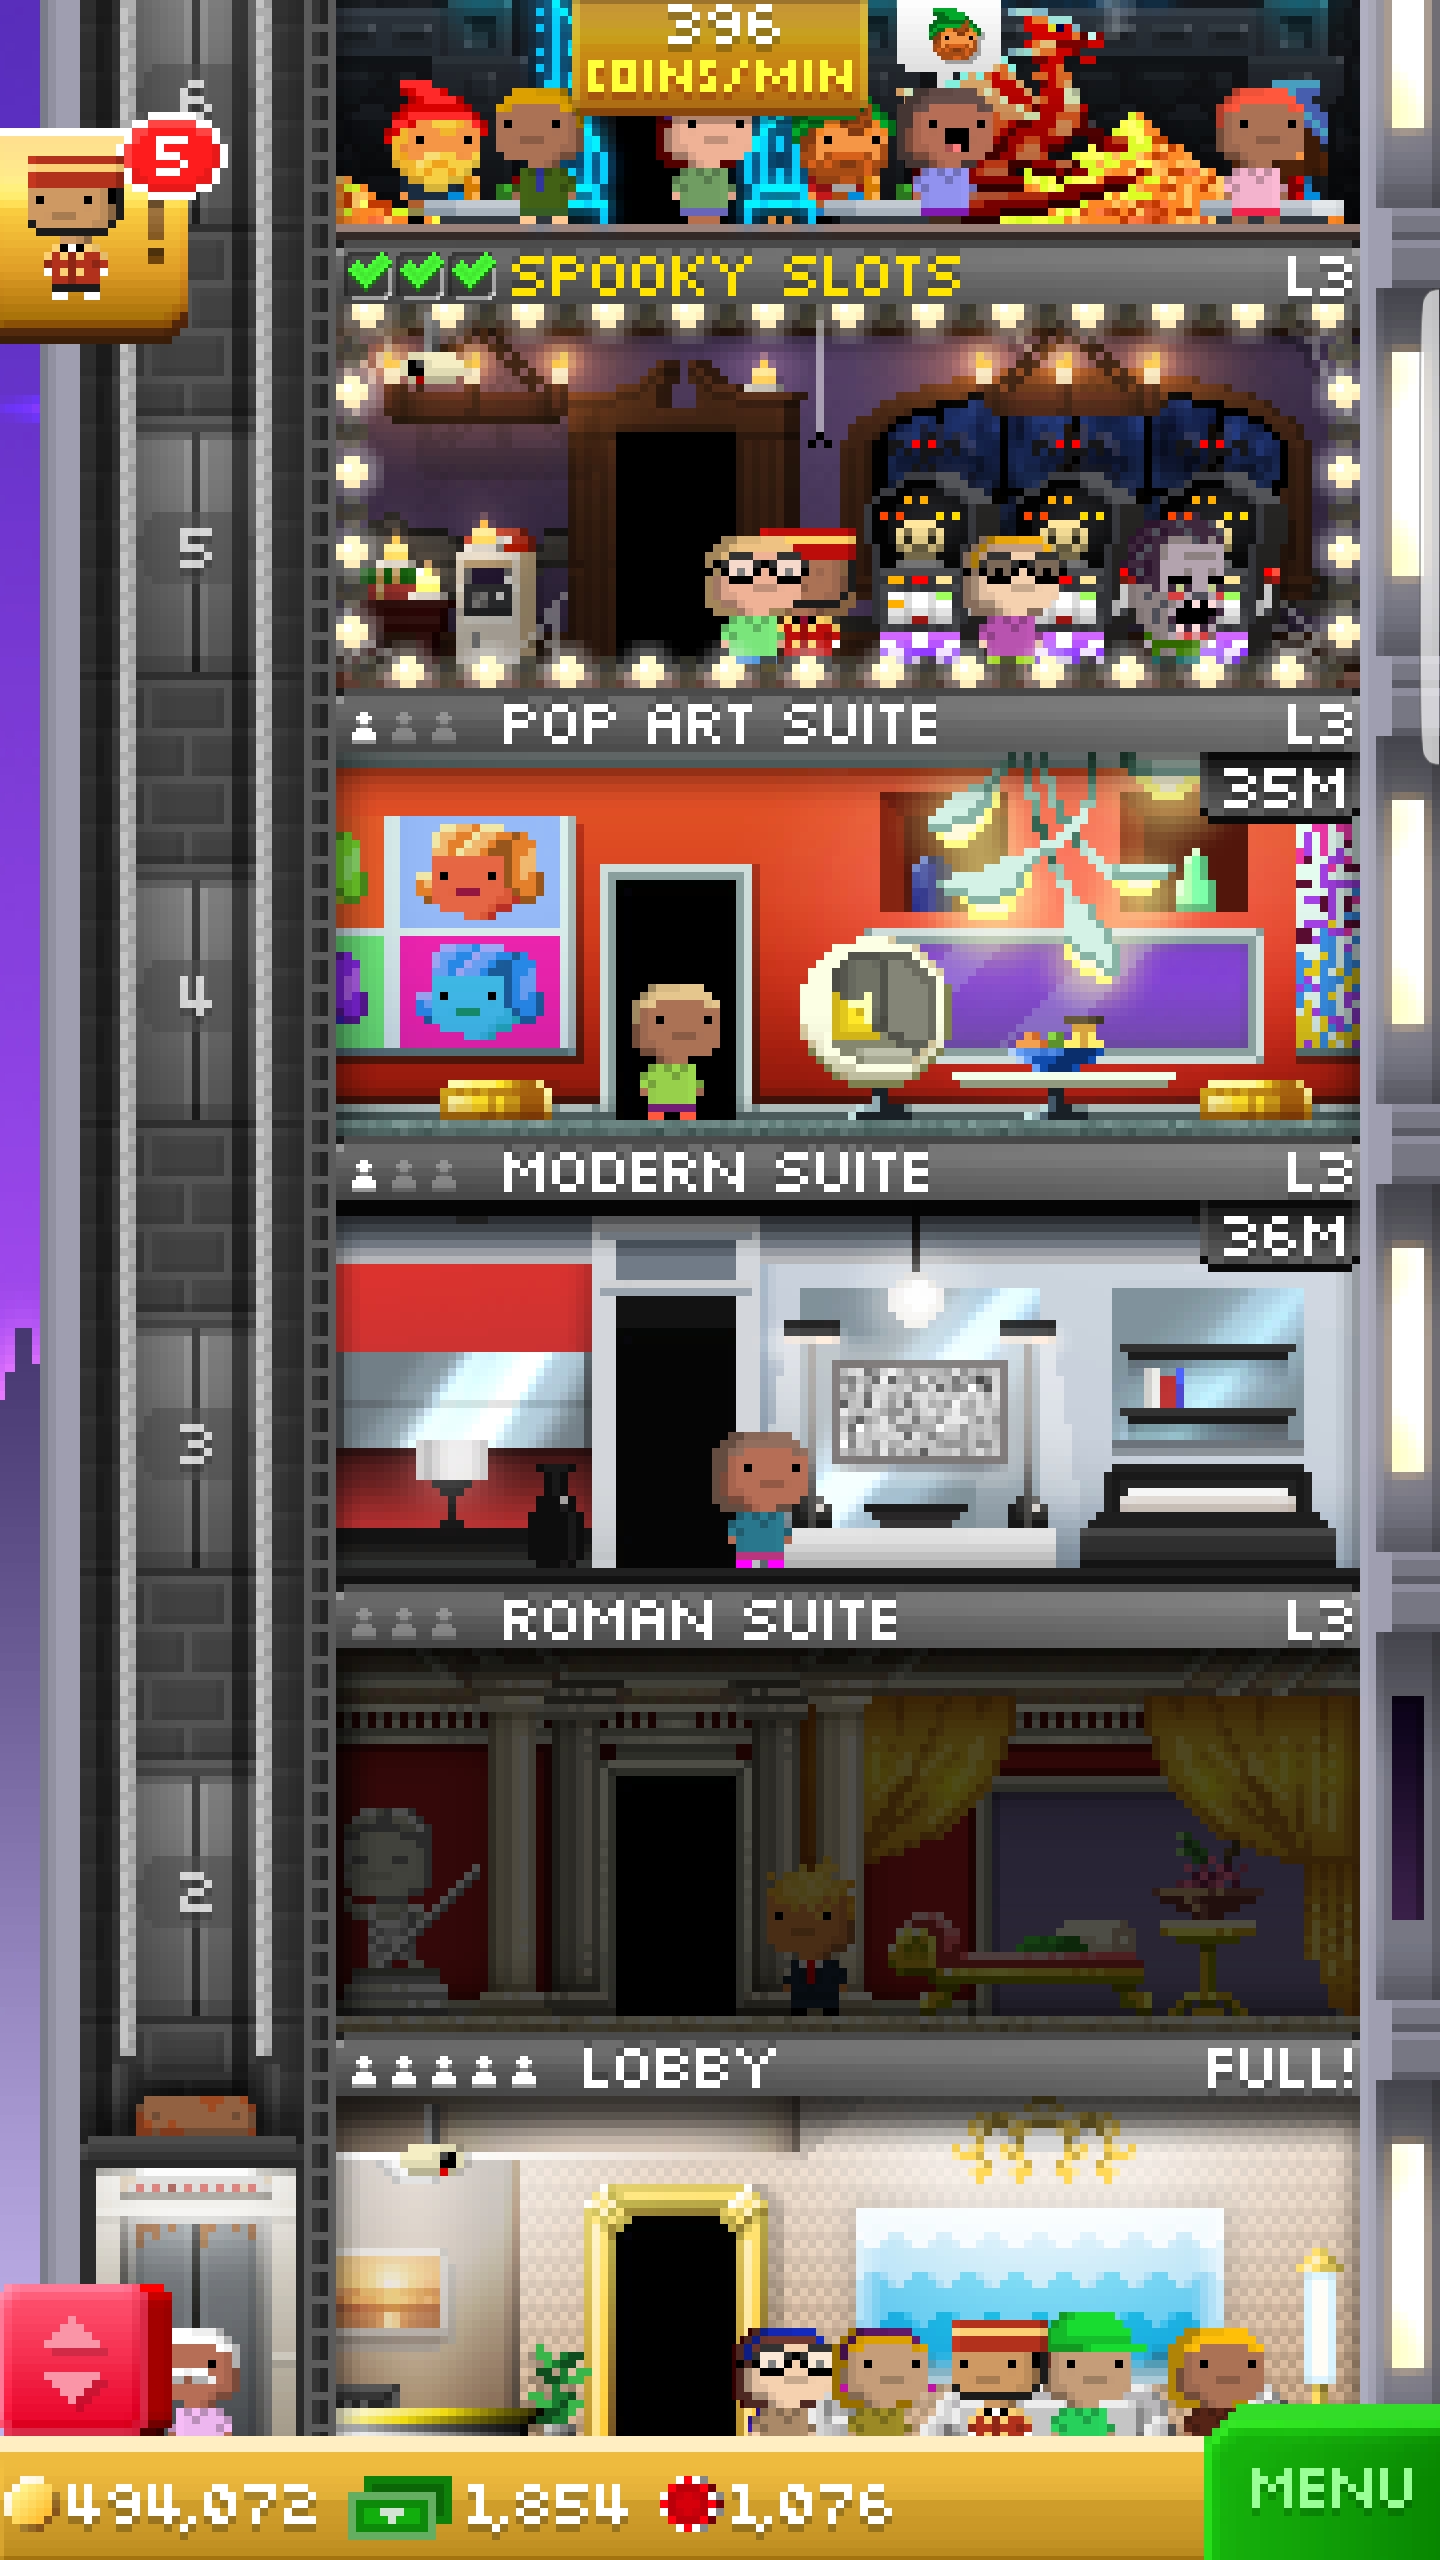 396
COINS/MIN
6
5
!
SPOOKY SLOTS L3
5
POP ART SUITE L3
35M
4
MODERN SUITE L3
36M
3
ROMAN SUITE L3
2
LOBBY FULL!
494,072 1,854 1,076 MENU